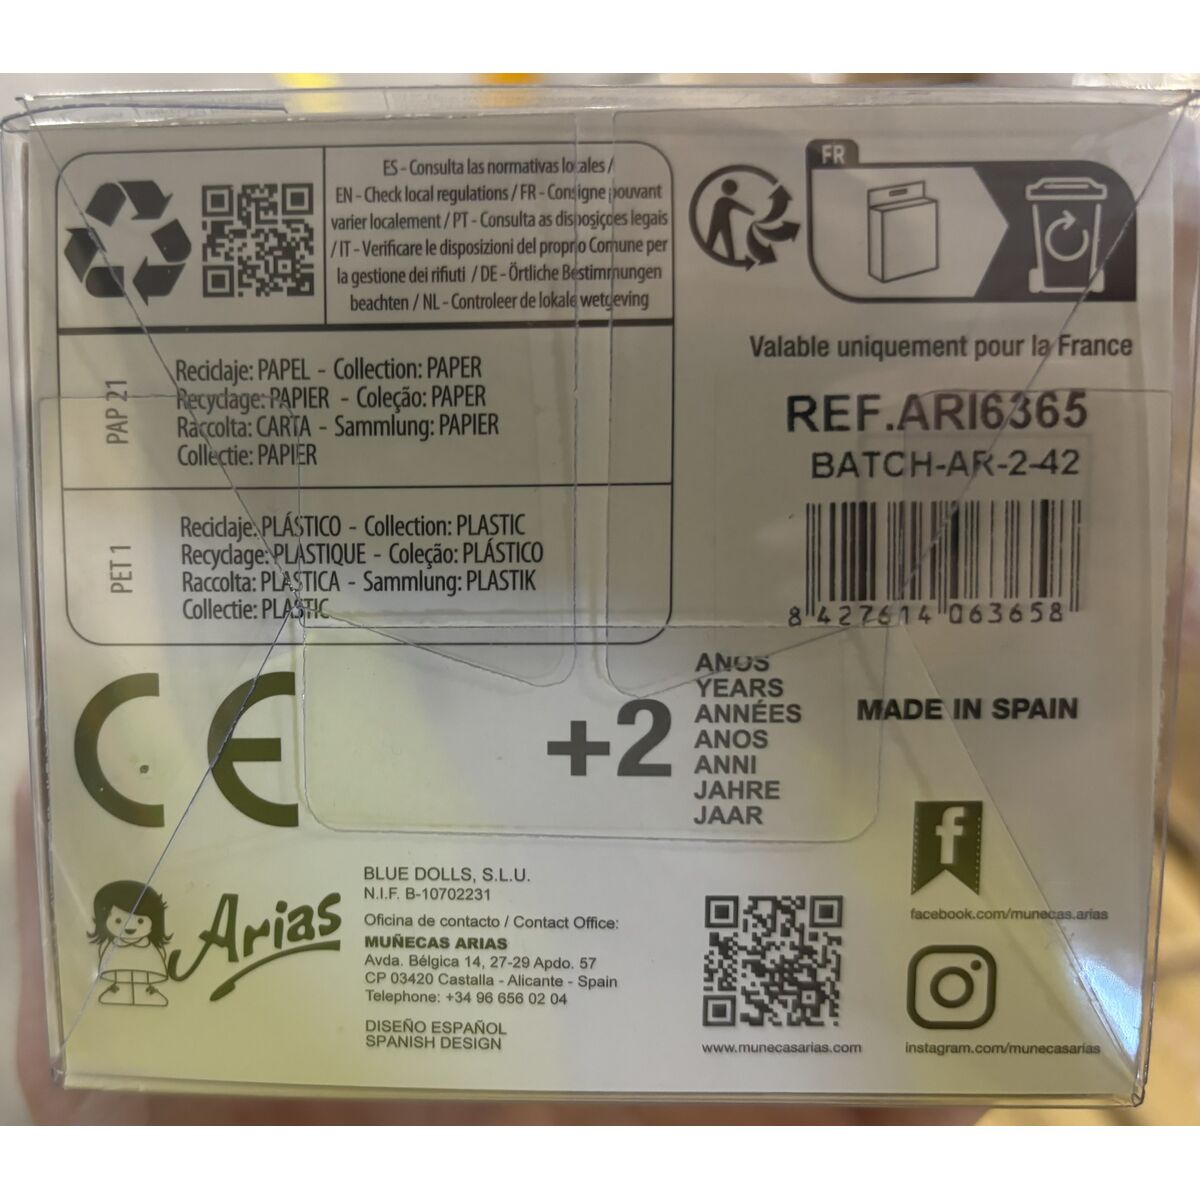 ES - Consulta las normativas locales /
EN - Check local regulations / FR - Consigne pouvant
varier localement / PT - Consulta as disposições legais
/ IT - Verificare le disposizioni del proprio Comune per
la gestione dei rifiuti / DE - Örtliche Bestimmungen
beachten / NL - Controleer de lokale wetgeving
PAP 21
Reciclaje: PAPEL - Collection: PAPER
Recyclage: PAPIER - Coleção: PAPER
Raccolta: CARTA - Sammlung: PAPIER
Collectie: PAPIER
PET 1
Reciclaje: PLÁSTICO - Collection: PLASTIC
Recyclage: PLASTIQUE - Coleção: PLÁSTICO
Raccolta: PLASTICA - Sammlung: PLASTIK
Collectie: PLASTIC
FR
Valable uniquement pour la France
REF.ARI6365
BATCH-AR-2-42
8 427614 063658
CE
+2
AÑOS
YEARS
ANNÉES
ANOS
ANNI
JAHRE
JAAR
MADE IN SPAIN
Arias
BLUE DOLLS, S.L.U.
N.I.F. B-10702231
Oficina de contacto / Contact Office:
MUÑECAS ARIAS
Avda. Bélgica 14, 27-29 Apdo. 57
CP 03420 Castalla - Alicante - Spain
Telephone: +34 96 656 02 04
DISEÑO ESPAÑOL
SPANISH DESIGN
www.munecasarias.com
f
facebook.com/munecas.arias
instagram.com/munecasarias